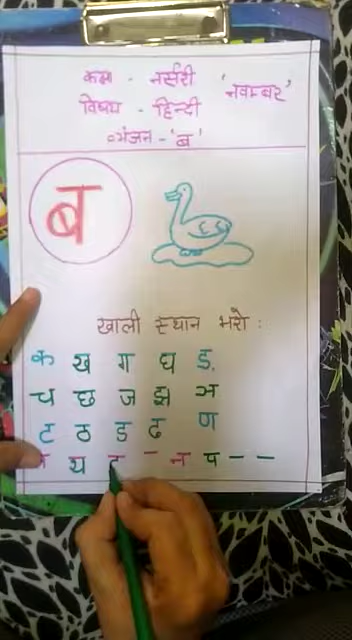 कक्षा - नर्सरी 'नवम्बर'
विषय - हिन्दी
व्यंजन - 'ब'
ब
खाली स्थान भरो :
क ख ग घ ङ
च छ ज झ ञ
ट ठ ड ढ ण
थ द - न प - -